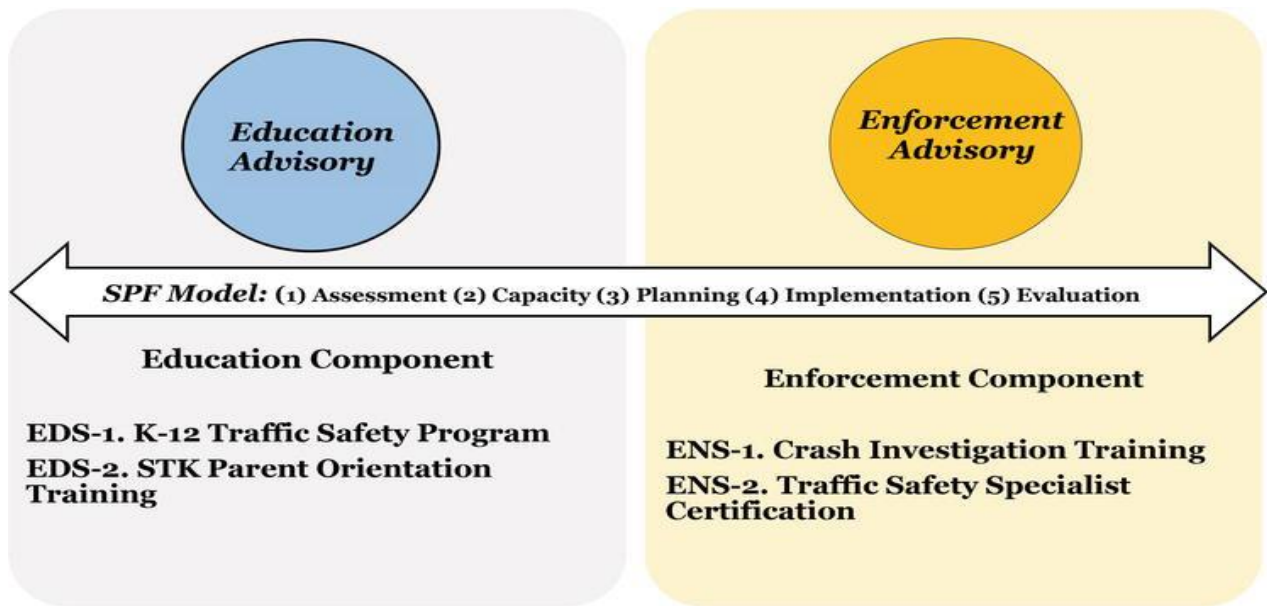 Education
Advisory
Enforcement
Advisory
SPF Model: (1) Assessment (2) Capacity (3) Planning (4) Implementation (5) Evaluation
Education Component
EDS-1. K-12 Traffic Safety Program
EDS-2. STK Parent Orientation
Training
Enforcement Component
ENS-1. Crash Investigation Training
ENS-2. Traffic Safety Specialist
Certification